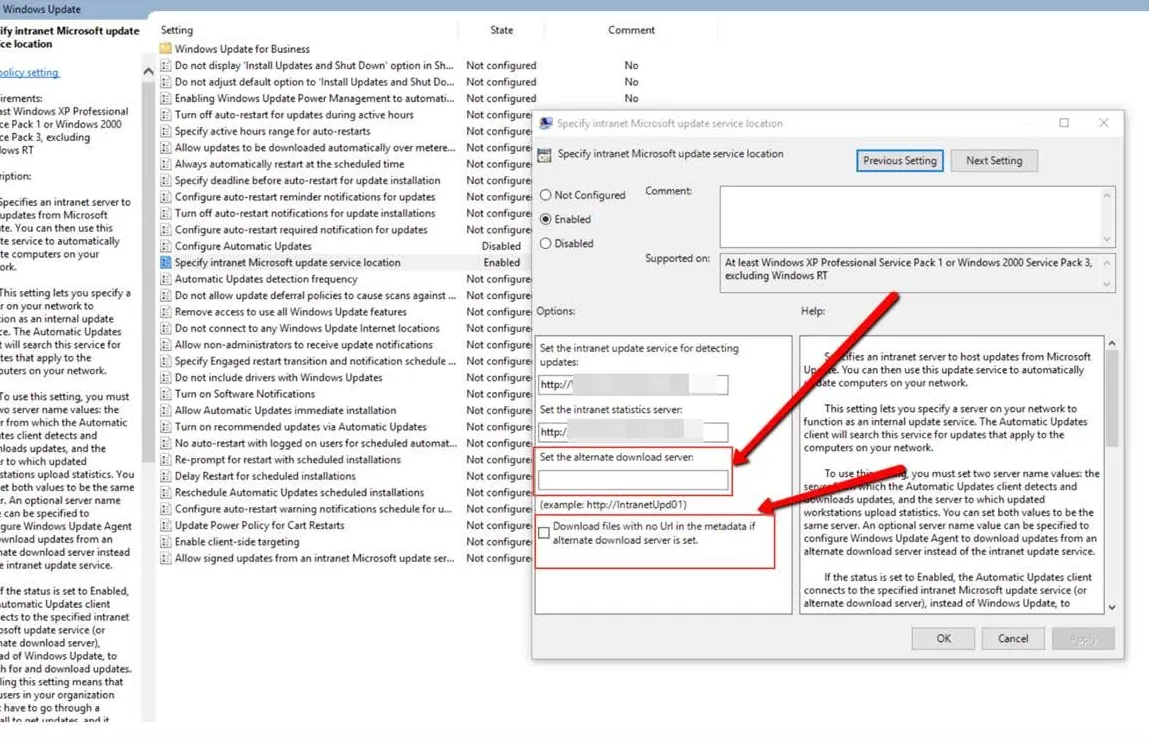 Windows Update
ify intranet Microsoft update
ice location
policy setting
irements:
ast Windows XP Professional
ce Pack 1 or Windows 2000
ce Pack 3, excluding
ows RT
ription:
Specifies an intranet server to
updates from Microsoft
te. You can then use this
te service to automatically
te computers on your
ork.
This setting lets you specify a
r on your network to
ion as an internal update
ce. The Automatic Updates
t will search this service for
tes that apply to the
puters on your network.
To use this setting, you must
wo server name values: the
r from which the Automatic
tes client detects and
nloads updates, and the
r to which updated
stations upload statistics. You
et both values to be the same
r. An optional server name
can be specified to
gure Windows Update Agent
ownload updates from an
nate download server instead
e intranet update service.
f the status is set to Enabled,
utomatic Updates client
ects to the specified intranet
osoft update service (or
nate download server),
ad of Windows Update, to
h for and download updates.
ling this setting means that
users in your organization
t have to go through a
all to get updates, and it
Setting State Comment
Windows Update for Business
Do not display 'Install Updates and Shut Down' option in Sh... Not configured No
Do not adjust default option to 'Install Updates and Shut Do... Not configured No
Enabling Windows Update Power Management to automati... Not configured No
Turn off auto-restart for updates during active hours Not configure
Specify active hours range for auto-restarts Not configure
Allow updates to be downloaded automatically over metere... Not configure
Always automatically restart at the scheduled time Not configure
Specify deadline before auto-restart for update installation Not configure
Configure auto-restart reminder notifications for updates Not configure
Turn off auto-restart notifications for update installations Not configure
Configure auto-restart required notification for updates Not configure
Configure Automatic Updates Disabled
Specify intranet Microsoft update service location Enabled
Automatic Updates detection frequency Not configure
Do not allow update deferral policies to cause scans against ... Not configure
Remove access to use all Windows Update features Not configure
Do not connect to any Windows Update Internet locations Not configure
Allow non-administrators to receive update notifications Not configure
Specify Engaged restart transition and notification schedule ... Not configure
Do not include drivers with Windows Updates Not configure
Turn on Software Notifications Not configure
Allow Automatic Updates immediate installation Not configure
Turn on recommended updates via Automatic Updates Not configure
No auto-restart with logged on users for scheduled automat... Not configure
Re-prompt for restart with scheduled installations Not configure
Delay Restart for scheduled installations Not configure
Reschedule Automatic Updates scheduled installations Not configure
Configure auto-restart warning notifications schedule for u... Not configure
Update Power Policy for Cart Restarts Not configure
Enable client-side targeting Not configure
Allow signed updates from an intranet Microsoft update ser... Not configure
Specify intranet Microsoft update service location
Specify intranet Microsoft update service location
Previous Setting Next Setting
Not Configured Comment:
Enabled
Disabled
Supported on: At least Windows XP Professional Service Pack 1 or Windows 2000 Service Pack 3,
excluding Windows RT
Options: Help:
Set the intranet update service for detecting
updates:
http://
Set the intranet statistics server:
http:/
Set the alternate download server:
(example: http://IntranetUpd01)
Download files with no Url in the metadata if
alternate download server is set.
Specifies an intranet server to host updates from Microsoft
Update. You can then use this service to automatically
update computers on your network.
This setting lets you specify a server on your network to
function as an internal update service. The Automatic Updates
client will search this service for updates that apply to the
computers on your network.
To use this setting, you must set two server name values: the
server from which the Automatic Updates client detects and
downloads updates, and the server to which updated
workstations upload statistics. You can set both values to be the
same server. An optional server name value can be specified to
configure Windows Update Agent to download updates from an
alternate download server instead of the intranet update service.
If the status is set to Enabled, the Automatic Updates client
connects to the specified intranet Microsoft update service (or
alternate download server), instead of Windows Update, to
OK Cancel Apply